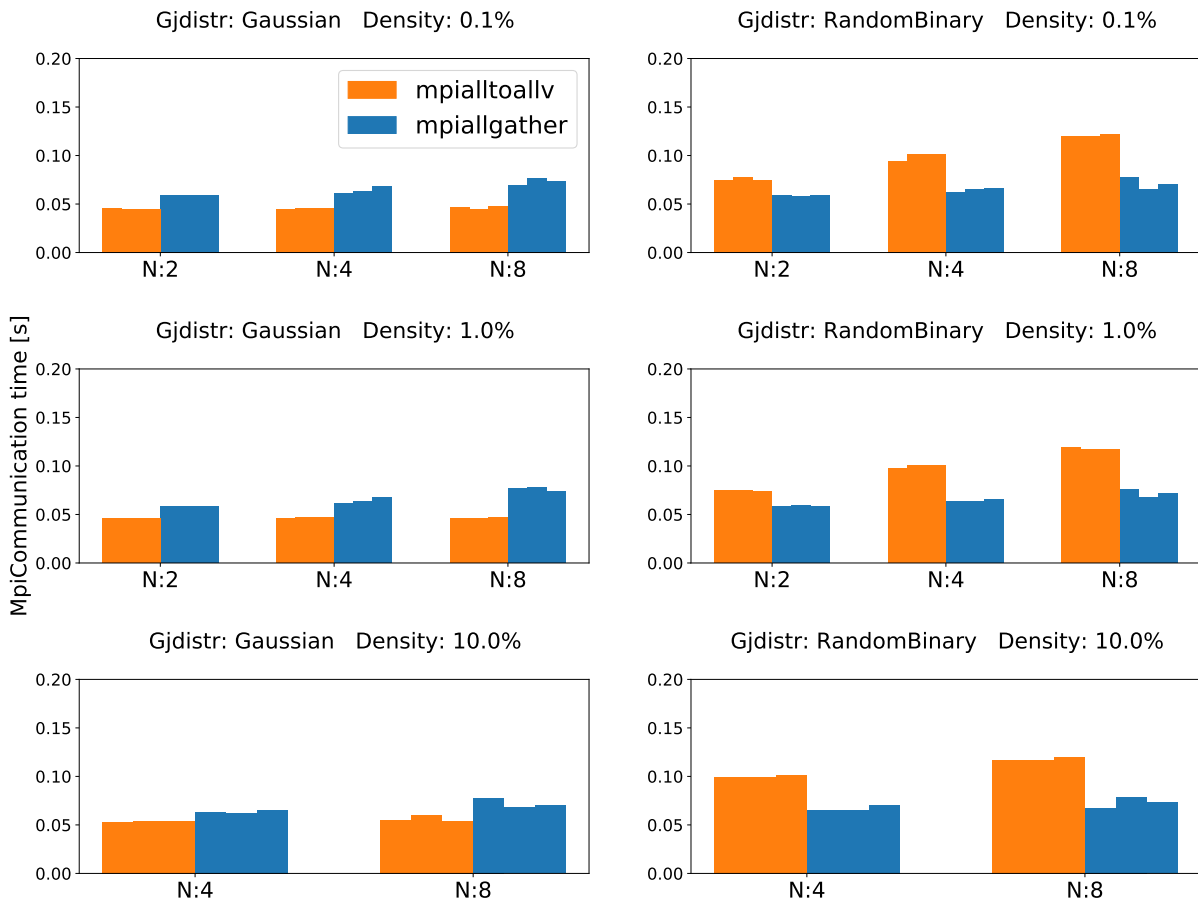 Gjdistr: Gaussian   Density: 0.1%
0.20
0.15
0.10
0.05
0.00
mpialltoallv
mpiallgather
N:2
N:4
N:8
Gjdistr: RandomBinary   Density: 0.1%
0.20
0.15
0.10
0.05
0.00
N:2
N:4
N:8
MpiCommunication time [s]
Gjdistr: Gaussian   Density: 1.0%
0.20
0.15
0.10
0.05
0.00
N:2
N:4
N:8
Gjdistr: RandomBinary   Density: 1.0%
0.20
0.15
0.10
0.05
0.00
N:2
N:4
N:8
Gjdistr: Gaussian   Density: 10.0%
0.20
0.15
0.10
0.05
0.00
N:4
N:8
Gjdistr: RandomBinary   Density: 10.0%
0.20
0.15
0.10
0.05
0.00
N:4
N:8